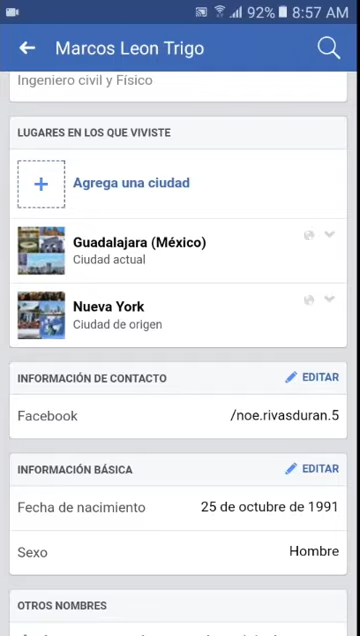 92% 8:57 AM
Marcos Leon Trigo
Ingeniero civil y Físico
LUGARES EN LOS QUE VIVISTE
+ Agrega una ciudad
Guadalajara (México)
Ciudad actual
Nueva York
Ciudad de origen
INFORMACIÓN DE CONTACTO EDITAR
Facebook /noe.rivasduran.5
INFORMACIÓN BÁSICA EDITAR
Fecha de nacimiento 25 de octubre de 1991
Sexo Hombre
OTROS NOMBRES